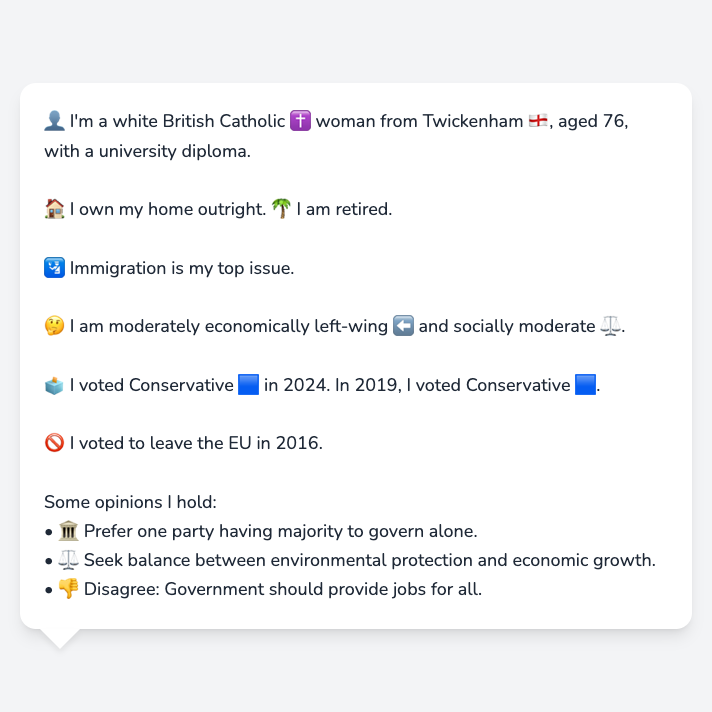 👤 I'm a white British Catholic ✝️ woman from Twickenham 🏴󠁧󠁢󠁥󠁮󠁧󠁿, aged 76,
with a university diploma.
🏠 I own my home outright. 🌴 I am retired.
🛂 Immigration is my top issue.
🤔 I am moderately economically left-wing ⬅️ and socially moderate ⚖️.
🗳️ I voted Conservative 🟦 in 2024. In 2019, I voted Conservative 🟦.
🚫 I voted to leave the EU in 2016.
Some opinions I hold:
• 🏛️ Prefer one party having majority to govern alone.
• ⚖️ Seek balance between environmental protection and economic growth.
• 👎 Disagree: Government should provide jobs for all.